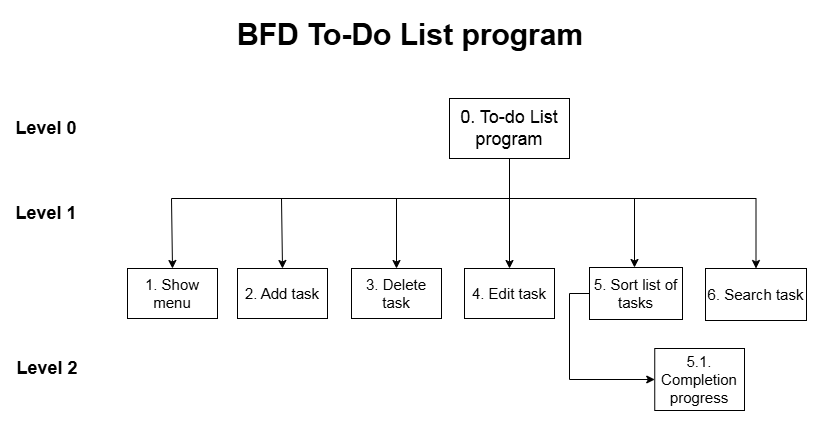 BFD To-Do List program
Level 0
0. To-do List
program
Level 1
1. Show
menu
2. Add task
3. Delete
task
4. Edit task
5. Sort list of
tasks
6. Search task
Level 2
5.1.
Completion
progress